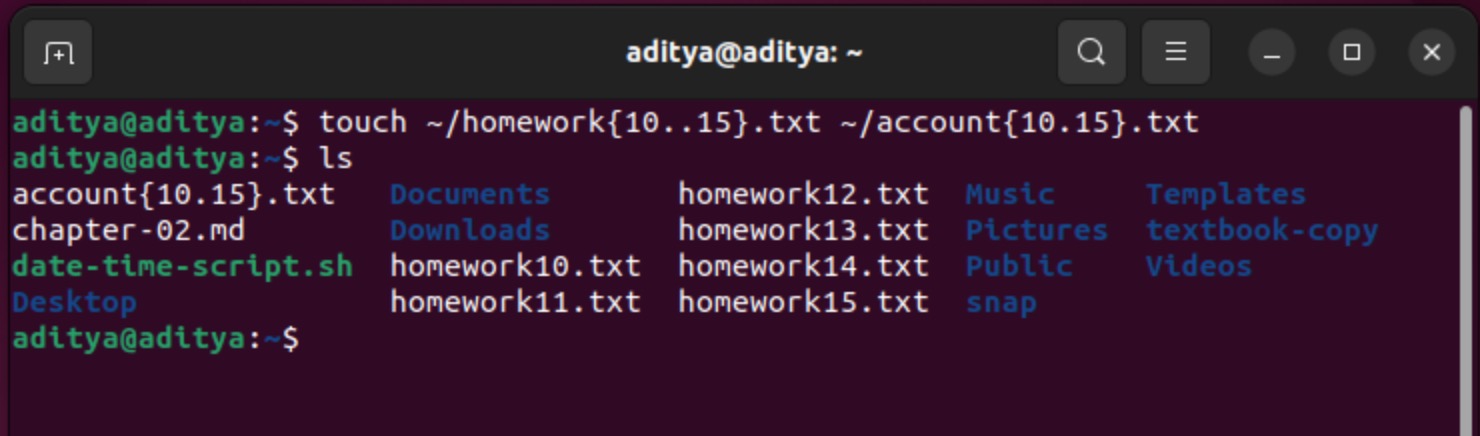 aditya@aditya: ~
aditya@aditya:~$ touch ~/homework{10..15}.txt ~/account{10.15}.txt
aditya@aditya:~$ ls
account{10.15}.txt Documents homework12.txt Music Templates
chapter-02.md Downloads homework13.txt Pictures textbook-copy
date-time-script.sh homework10.txt homework14.txt Public Videos
Desktop homework11.txt homework15.txt snap
aditya@aditya:~$